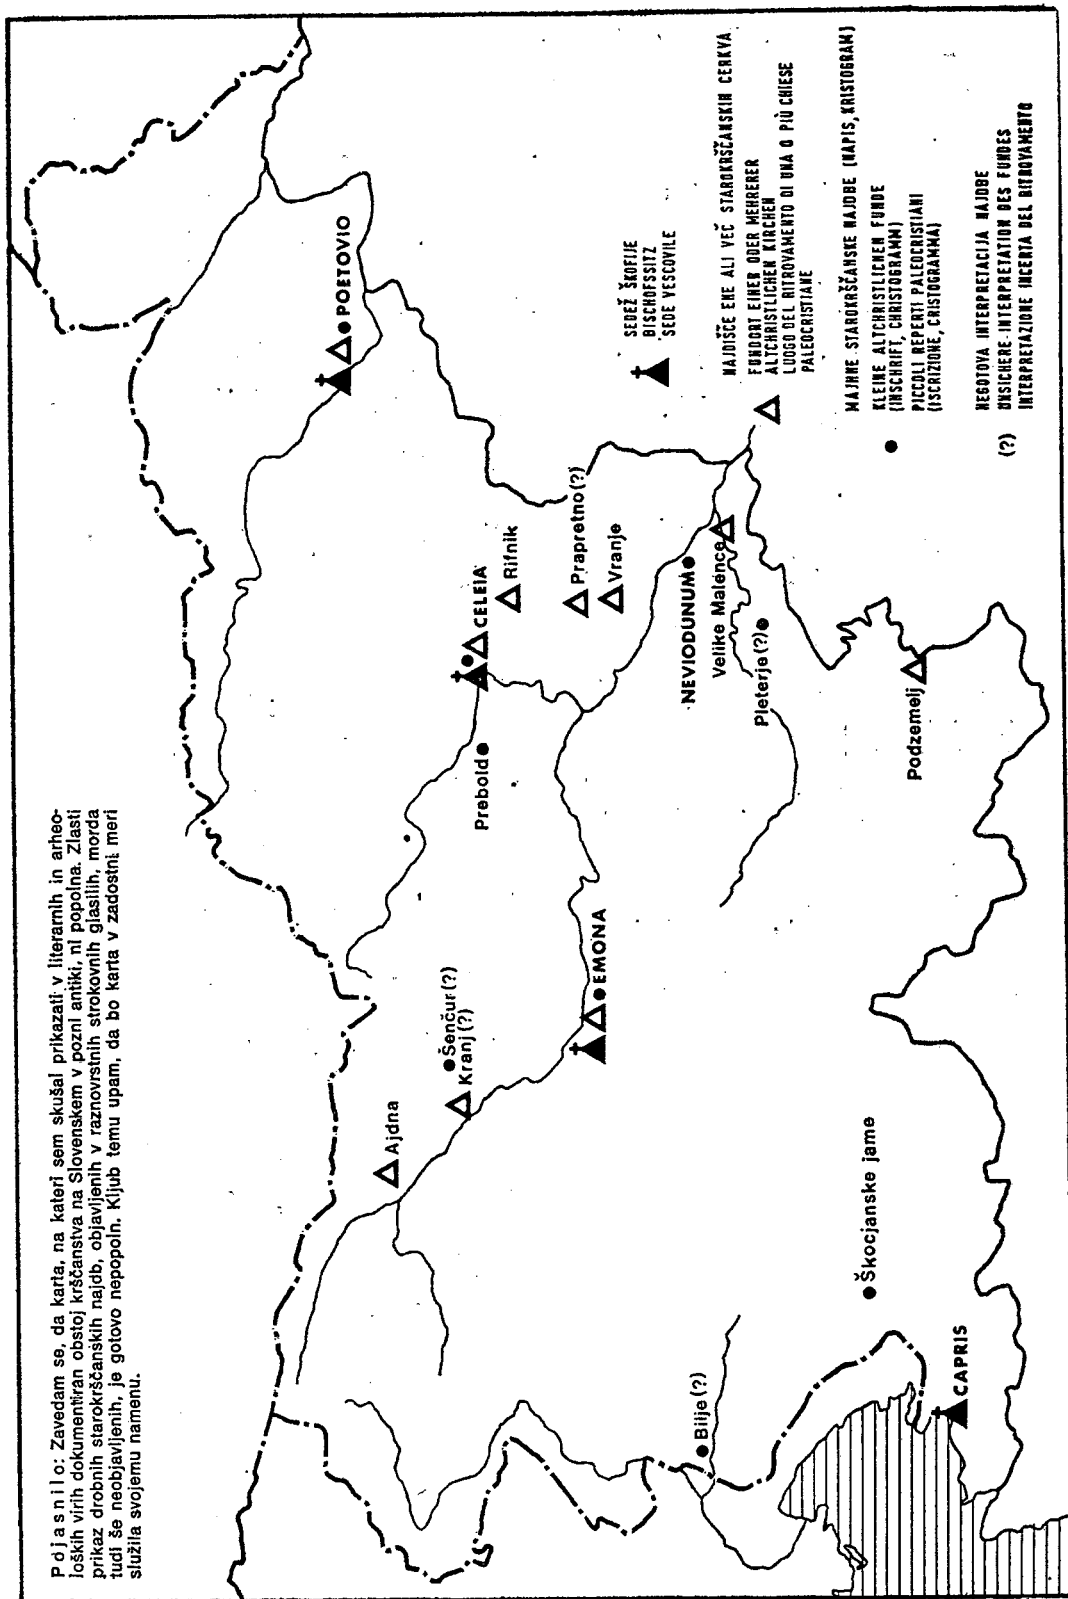 Pojasnilo: Zavedam se, da karta, na kateri sem skušal prikazati v literarnih in arheo-
loških virih dokumentiran obstoj krščanstva na Slovenskem v pozni antiki, ni popolna. Zlasti
prikaz drobnih starokrščanskih najdb, objavljenih v raznovrstnih strokovnih glasilih, morda
tudi še neobjavljenih, je gotovo nepopoln. Kljub temu upam, da bo karta v zadostni meri
služila svojemu namenu.
POETOVIO
CELEIA
Rifnik
Prebold
Prapretno (?)
Vranje
Ajdna
Šenčur (?)
Kranj (?)
EMONA
NEVIODUNUM
Velike Malence
Pleterje (?)
Podzemelj
Bilje (?)
Škocjanske jame
CAPRIS
SEDEŽ ŠKOFIJE
BISCHOFSSITZ
SEDE VESCOVILE
NAJDIŠČE ENE ALI VEČ STAROKRŠČANSKIH CERKVA
FUNDORT EINER ODER MEHRERER
ALTCHRISTLICHEN KIRCHEN
LUOGO DEL RITROVAMENTO DI UNA O PIÙ CHIESE
PALEOCRISTIANE
MAJHNE STAROKRŠČANSKE NAJDBE (NAPIS, KRISTOGRAM)
KLEINE ALTCHRISTLICHEN FUNDE
(INSCHRIFT, CHRISTOGRAMM)
PICCOLI REPERTI PALEOCRISTIANI
(ISCRIZIONE, CRISTOGRAMMA)
(?)
NEGOTOVA INTERPRETACIJA NAJDBE
UNSICHERE INTERPRETATION DES FUNDES
INTERPRETAZIONE INCERTA DEL RITROVAMENTO